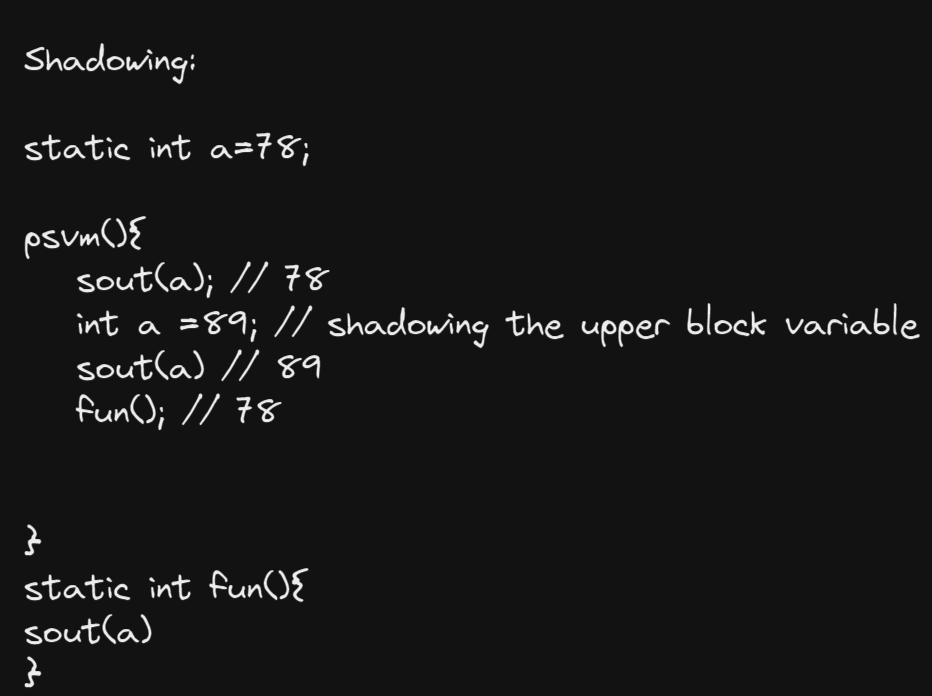 Shadowing:
static int a=78;
psvm(){
sout(a); // 78
int a =89; // shadowing the upper block variable
sout(a) // 89
fun(); // 78
}
static int fun(){
sout(a)
}